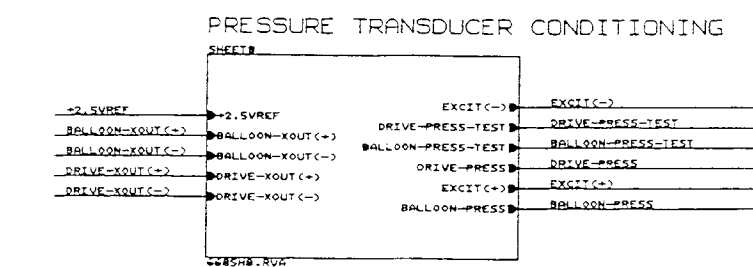 PRESSURE TRANSDUCER CONDITIONING
SHEET8
+2.5VREF
BALLOON-XOUT(+)
BALLOON-XOUT(-)
DRIVE-XOUT(+)
DRIVE-XOUT(-)
+2.5VREF
BALLOON-XOUT(+)
BALLOON-XOUT(-)
DRIVE-XOUT(+)
DRIVE-XOUT(-)
EXCIT(-)
DRIVE-PRESS-TEST
BALLOON-PRESS-TEST
DRIVE-PRESS
EXCIT(+)
BALLOON-PRESS
EXCIT(-)
DRIVE-PRESS-TEST
BALLOON-PRESS-TEST
DRIVE-PRESS
EXCIT(+)
BALLOON-PRESS
668SH8.RVA